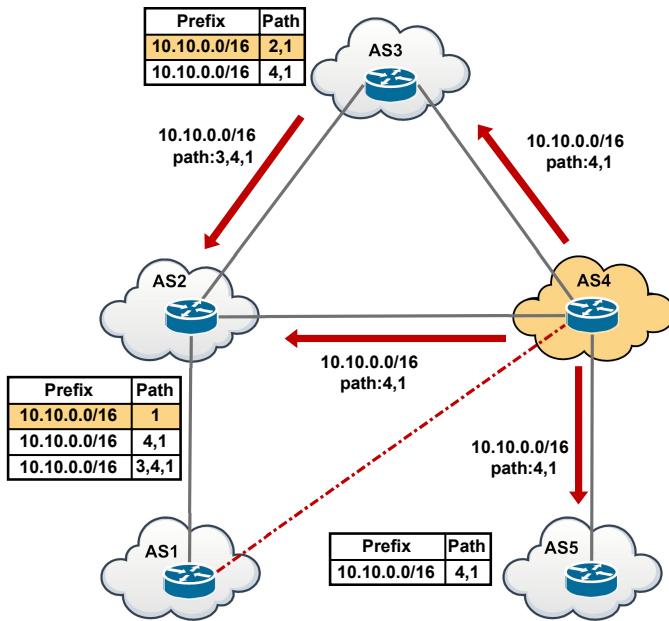 Prefix Path
10.10.0.0/16 2,1
10.10.0.0/16 4,1
AS3
10.10.0.0/16
path:3,4,1
10.10.0.0/16
path:4,1
AS2
AS4
10.10.0.0/16
path:4,1
Prefix Path
10.10.0.0/16 1
10.10.0.0/16 4,1
10.10.0.0/16 3,4,1
10.10.0.0/16
path:4,1
AS1
Prefix Path
10.10.0.0/16 4,1
AS5